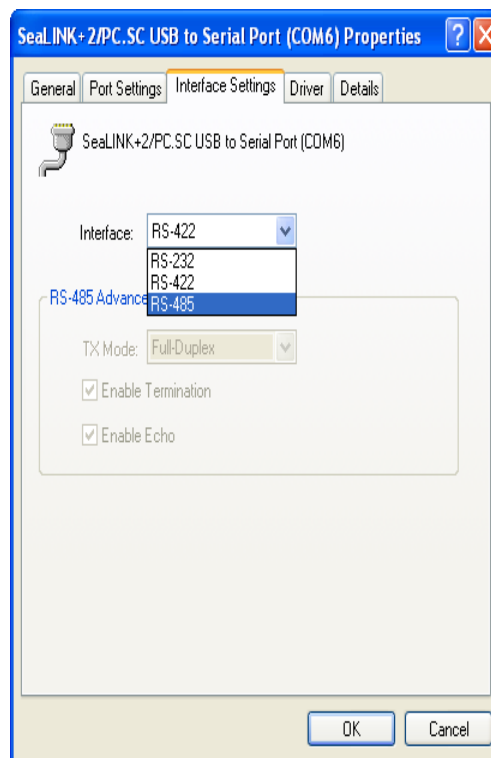 SeaLINK+2/PC.SC USB to Serial Port (COM6) Properties
General Port Settings Interface Settings Driver Details
SeaLINK+2/PC.SC USB to Serial Port (COM6)
Interface: RS-422
RS-232
RS-422
RS-485
RS-485 Advance
TX Mode: Full-Duplex
Enable Termination
Enable Echo
OK Cancel